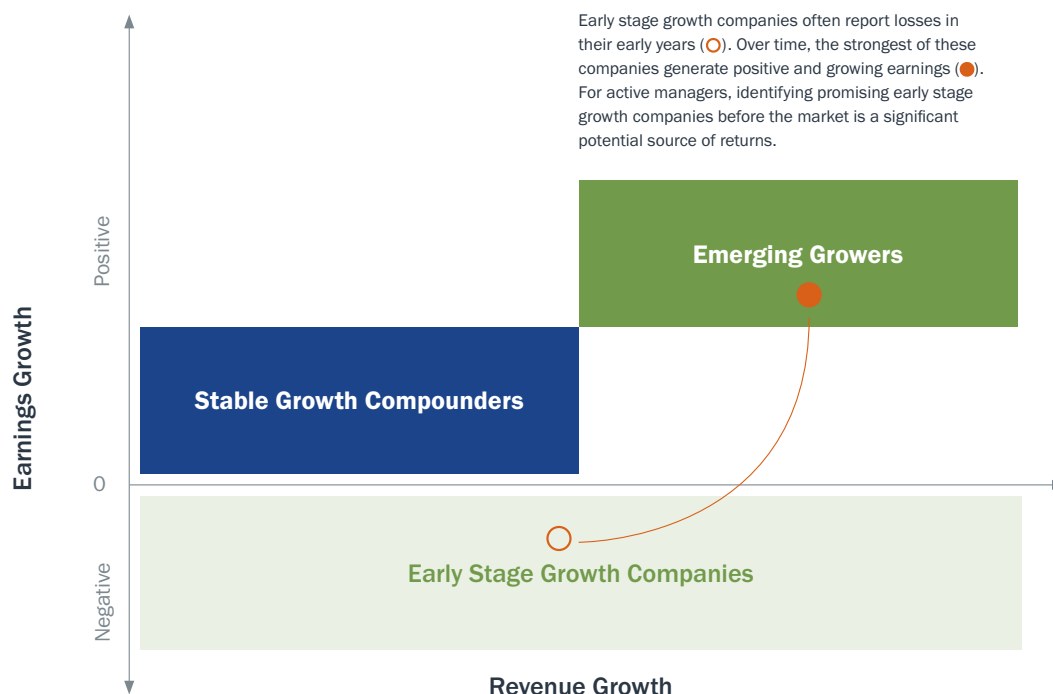 Early stage growth companies often report losses in
their early years ( ). Over time, the strongest of these
companies generate positive and growing earnings ( ).
For active managers, identifying promising early stage
growth companies before the market is a significant
potential source of returns.
Positive
Emerging Growers
Earnings Growth
Stable Growth Compounders
0
Early Stage Growth Companies
Negative
Revenue Growth